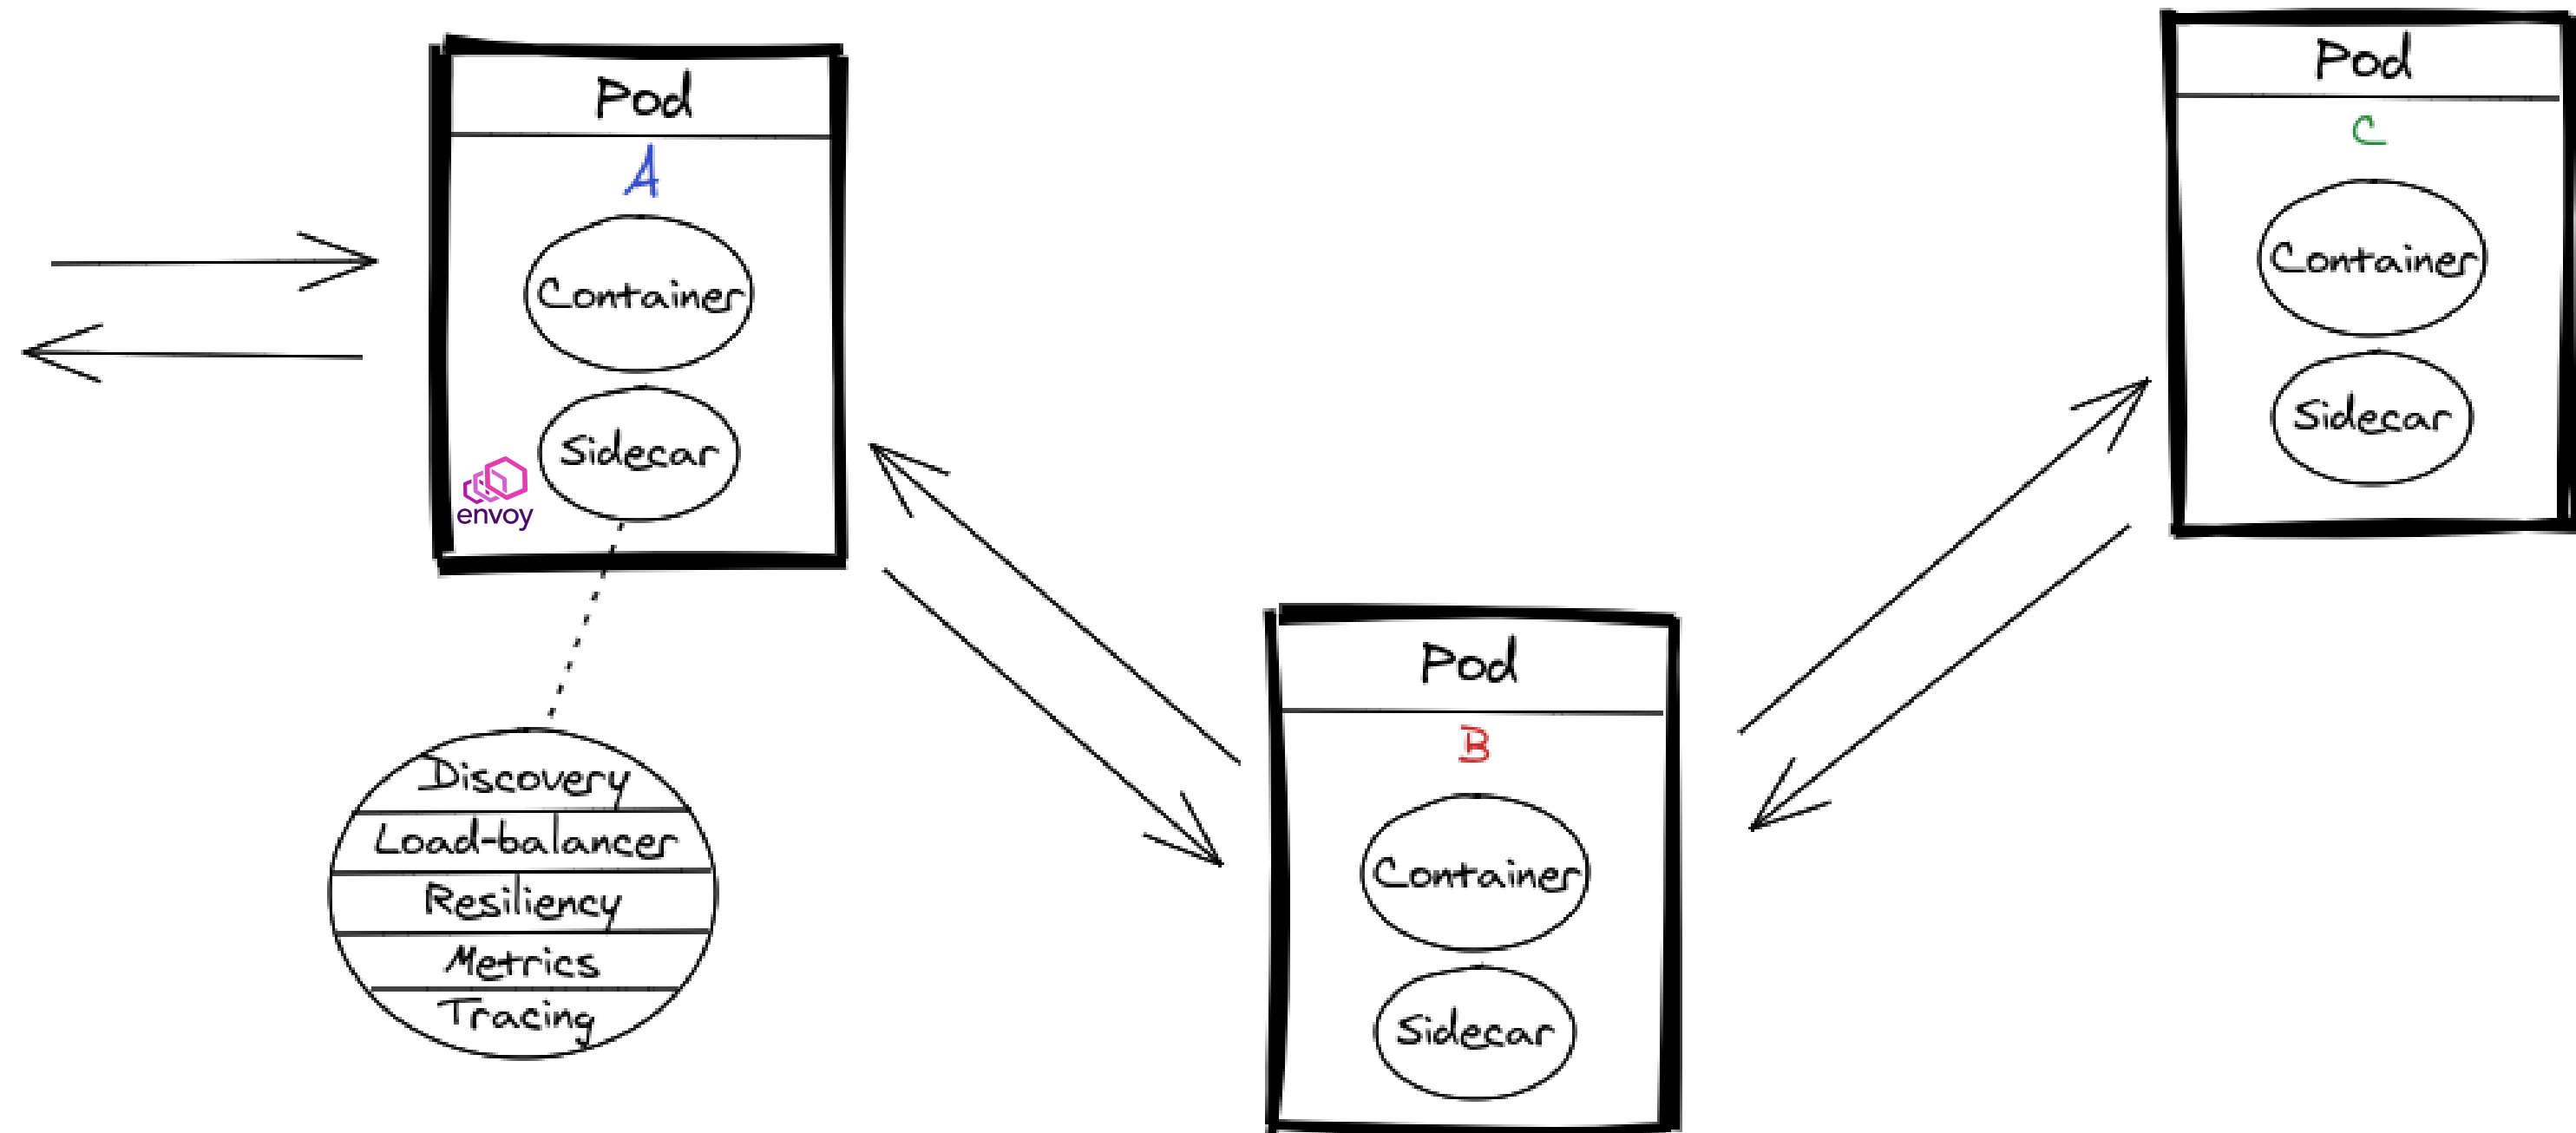 Pod
A
Container
Sidecar
envoy
Discovery
Load-balancer
Resiliency
Metrics
Tracing
Pod
B
Container
Sidecar
Pod
C
Container
Sidecar